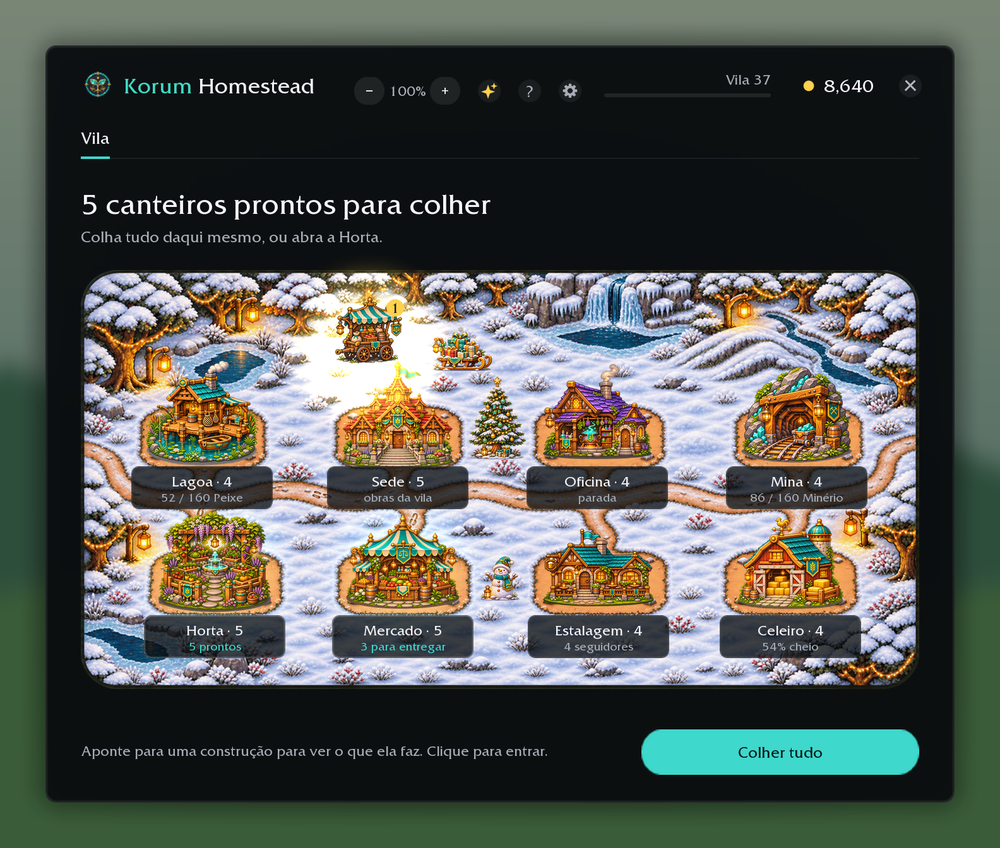 Korum Homestead
− 100% + ?
Vila 37
8,640
Vila
5 canteiros prontos para colher
Colha tudo daqui mesmo, ou abra a Horta.
1
Lagoa · 4
52 / 160 Peixe
Sede · 5
obras da vila
Oficina · 4
parada
Mina · 4
86 / 160 Minério
Horta · 5
5 prontos
Mercado · 5
3 para entregar
Estalagem · 4
4 seguidores
Celeiro · 4
54% cheio
Aponte para uma construção para ver o que ela faz. Clique para entrar.
Colher tudo